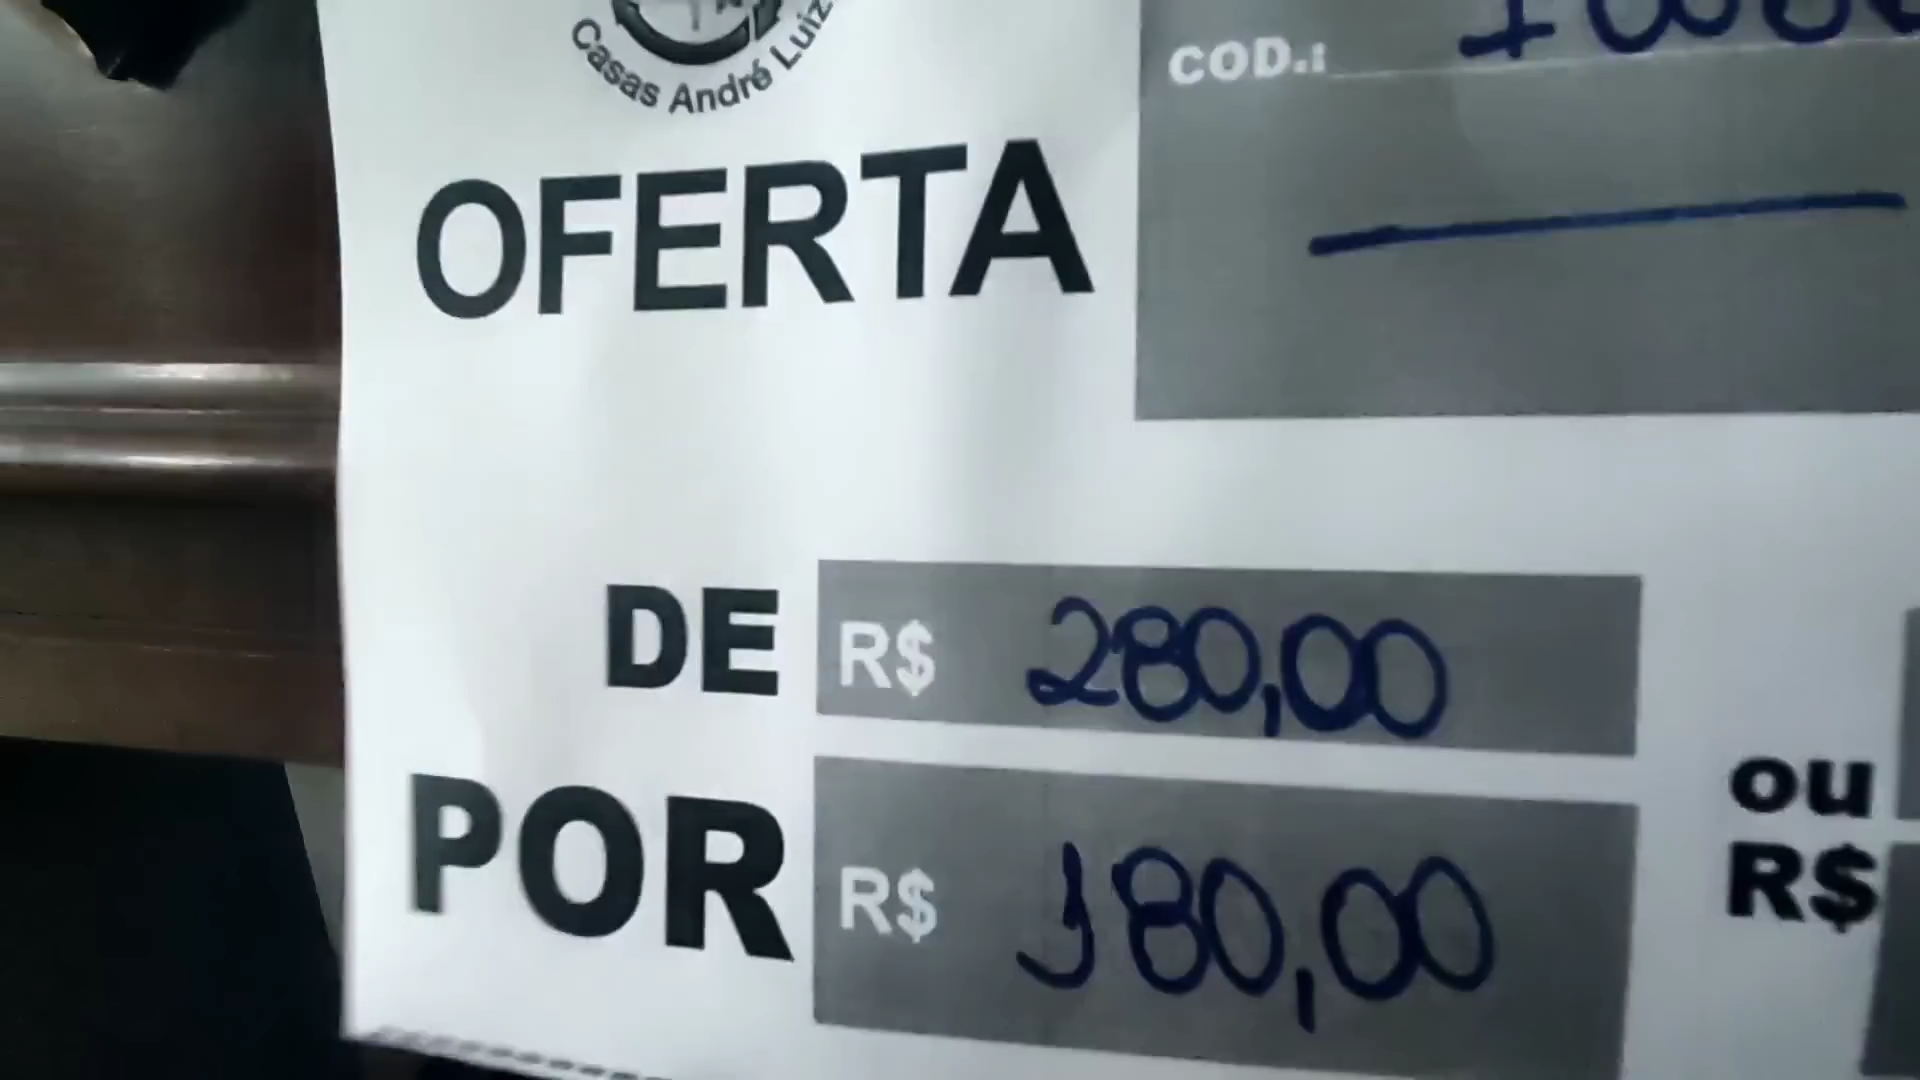 Casas André Luiz
COD.:
OFERTA
DE R$ 280,00
POR R$ 180,00
ou
R$